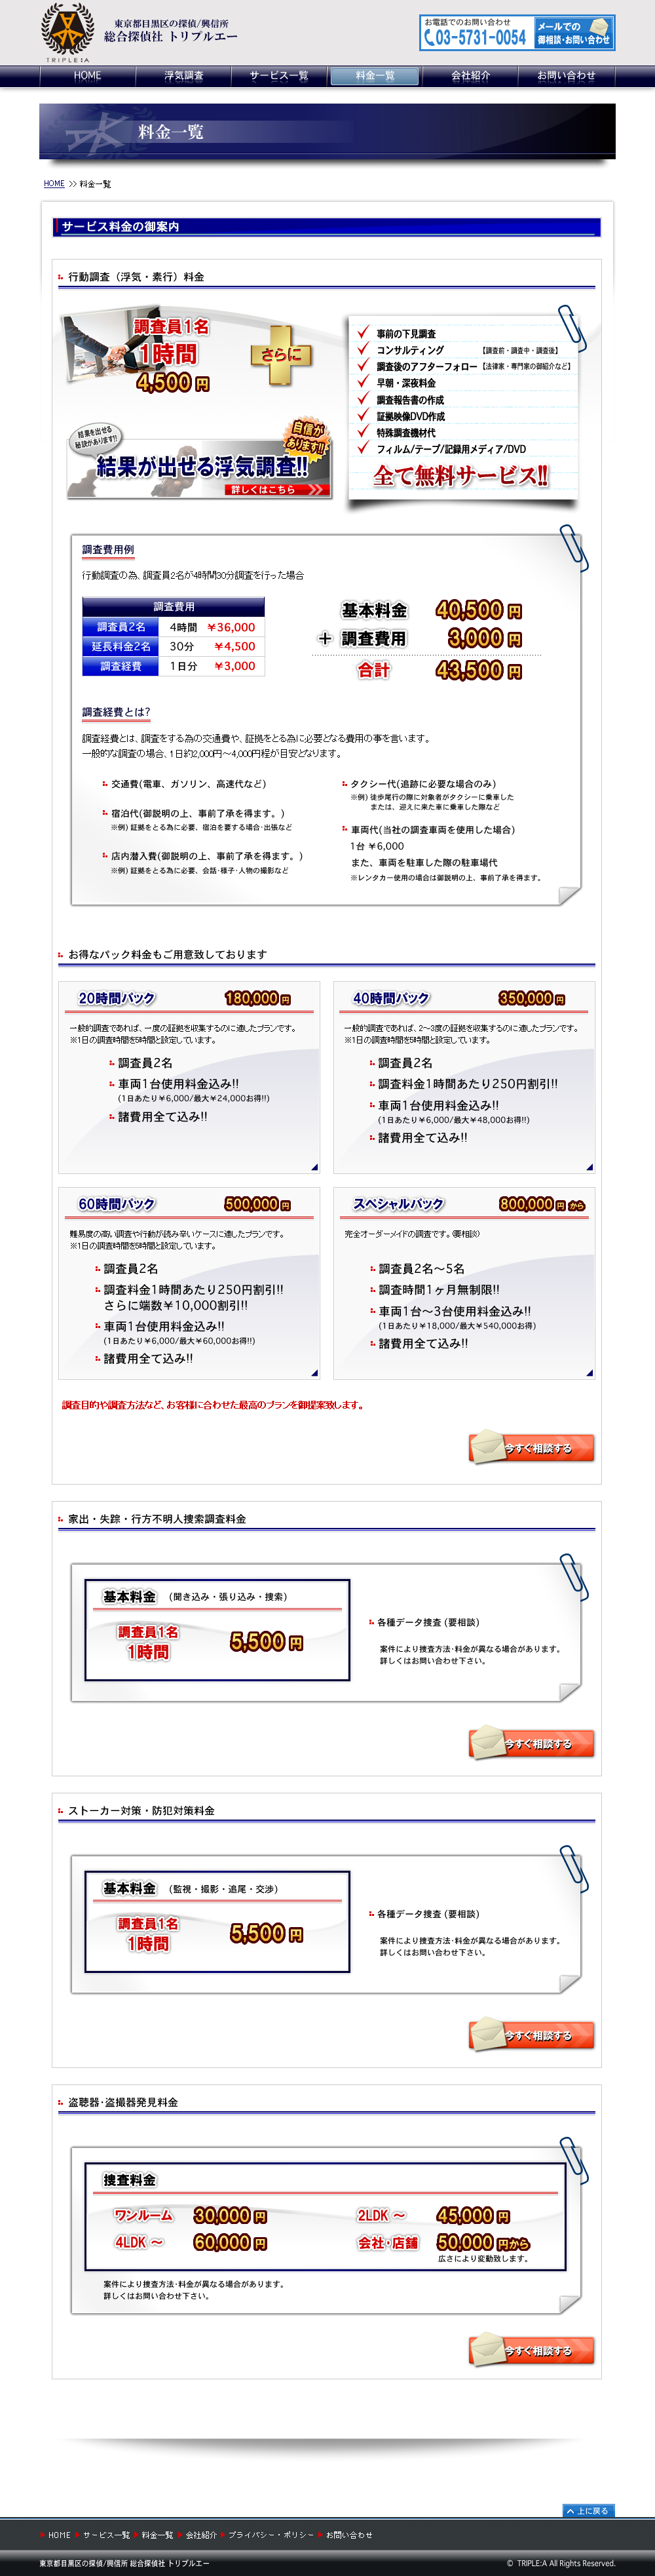 TRIPLE:A
東京都目黒区の探偵/興信所
総合探偵社 トリプルエー
お電話でのお問い合わせ
03-5731-0054
メールでの
御相談・お問い合わせ
HOME 浮気調査 サービス一覧 料金一覧 会社紹介 お問い合わせ
料金一覧
HOME >> 料金一覧
サービス料金の御案内
行動調査（浮気・素行）料金
調査員1名
1時間
4,500円
さらに
事前の下見調査
コンサルティング 【調査前・調査中・調査後】
調査後のアフターフォロー 【法律家・専門家の御紹介など】
早朝・深夜料金
調査報告書の作成
証拠映像DVD作成
特殊調査機材代
フィルム/テープ/記録用メディア/DVD
全て無料サービス!!
結果を出せる
秘訣があります!!
自信が
あります!!
結果が出せる浮気調査!!
詳しくはこちら
調査費用例
行動調査の為、調査員2名が4時間30分調査を行った場合
調査費用
調査員2名 4時間 ￥36,000
延長料金2名 30分 ￥4,500
調査経費 1日分 ￥3,000
基本料金 40,500円
＋ 調査費用 3,000円
合計 43,500円
調査経費とは?
調査経費とは、調査をする為の交通費や、証拠をとる為に必要となる費用の事を言います。
一般的な調査の場合、1日約2,000円～4,000円程が目安となります。
交通費(電車、ガソリン、高速代など)
宿泊代(御説明の上、事前了承を得ます。)
※例) 証拠をとる為に必要、宿泊を要する場合・出張など
店内潜入費(御説明の上、事前了承を得ます。)
※例) 証拠をとる為に必要、会話・様子・人物の撮影など
タクシー代(追跡に必要な場合のみ)
※例) 徒歩尾行の際に対象者がタクシーに乗車した
または、迎えに来た車に乗車した際など
車両代(当社の調査車両を使用した場合)
1台 ￥6,000
また、車両を駐車した際の駐車場代
※レンタカー使用の場合は御説明の上、事前了承を得ます。
お得なパック料金もご用意致しております
20時間パック 180,000円
一般的調査であれば、一度の証拠を収集するのに適したプランです。
※1日の調査時間を5時間と設定しています。
調査員2名
車両1台使用料金込み!!
(1日あたり￥6,000/最大￥24,000お得!!)
諸費用全て込み!!
40時間パック 350,000円
一般的調査であれば、2～3度の証拠を収集するのに適したプランです。
※1日の調査時間を5時間と設定しています。
調査員2名
調査料金1時間あたり250円割引!!
車両1台使用料金込み!!
(1日あたり￥6,000/最大￥48,000お得!!)
諸費用全て込み!!
60時間パック 500,000円
難易度の高い調査や行動が読み辛いケースに適したプランです。
※1日の調査時間を5時間と設定しています。
調査員2名
調査料金1時間あたり250円割引!!
さらに端数￥10,000割引!!
車両1台使用料金込み!!
(1日あたり￥6,000/最大￥60,000お得!!)
諸費用全て込み!!
スペシャルパック 800,000円から
完全オーダーメイドの調査です。（要相談）
調査員2名～5名
調査時間1ヶ月無制限!!
車両1台～3台使用料金込み!!
(1日あたり￥18,000/最大￥540,000お得)
諸費用全て込み!!
調査目的や調査方法など、お客様に合わせた最高のプランを御提案致します。
今すぐ相談する
家出・失踪・行方不明人捜索調査料金
基本料金 (聞き込み・張り込み・捜索)
調査員1名
1時間
5,500円
各種データ捜査 (要相談)
案件により捜査方法・料金が異なる場合があります。
詳しくはお問い合わせ下さい。
今すぐ相談する
ストーカー対策・防犯対策料金
基本料金 (監視・撮影・追尾・交渉)
調査員1名
1時間
5,500円
各種データ捜査 (要相談)
案件により捜査方法・料金が異なる場合があります。
詳しくはお問い合わせ下さい。
今すぐ相談する
盗聴器・盗撮器発見料金
捜査料金
ワンルーム 30,000円 2LDK ～ 45,000円
4LDK ～ 60,000円 会社・店舗 50,000円から
広さにより変動致します。
案件により捜査方法・料金が異なる場合があります。
詳しくはお問い合わせ下さい。
今すぐ相談する
上に戻る
HOME サービス一覧 料金一覧 会社紹介 プライバシー・ポリシー お問い合わせ
東京都目黒区の探偵/興信所 総合探偵社 トリプルエー
© TRIPLE:A All Rights Reserved.